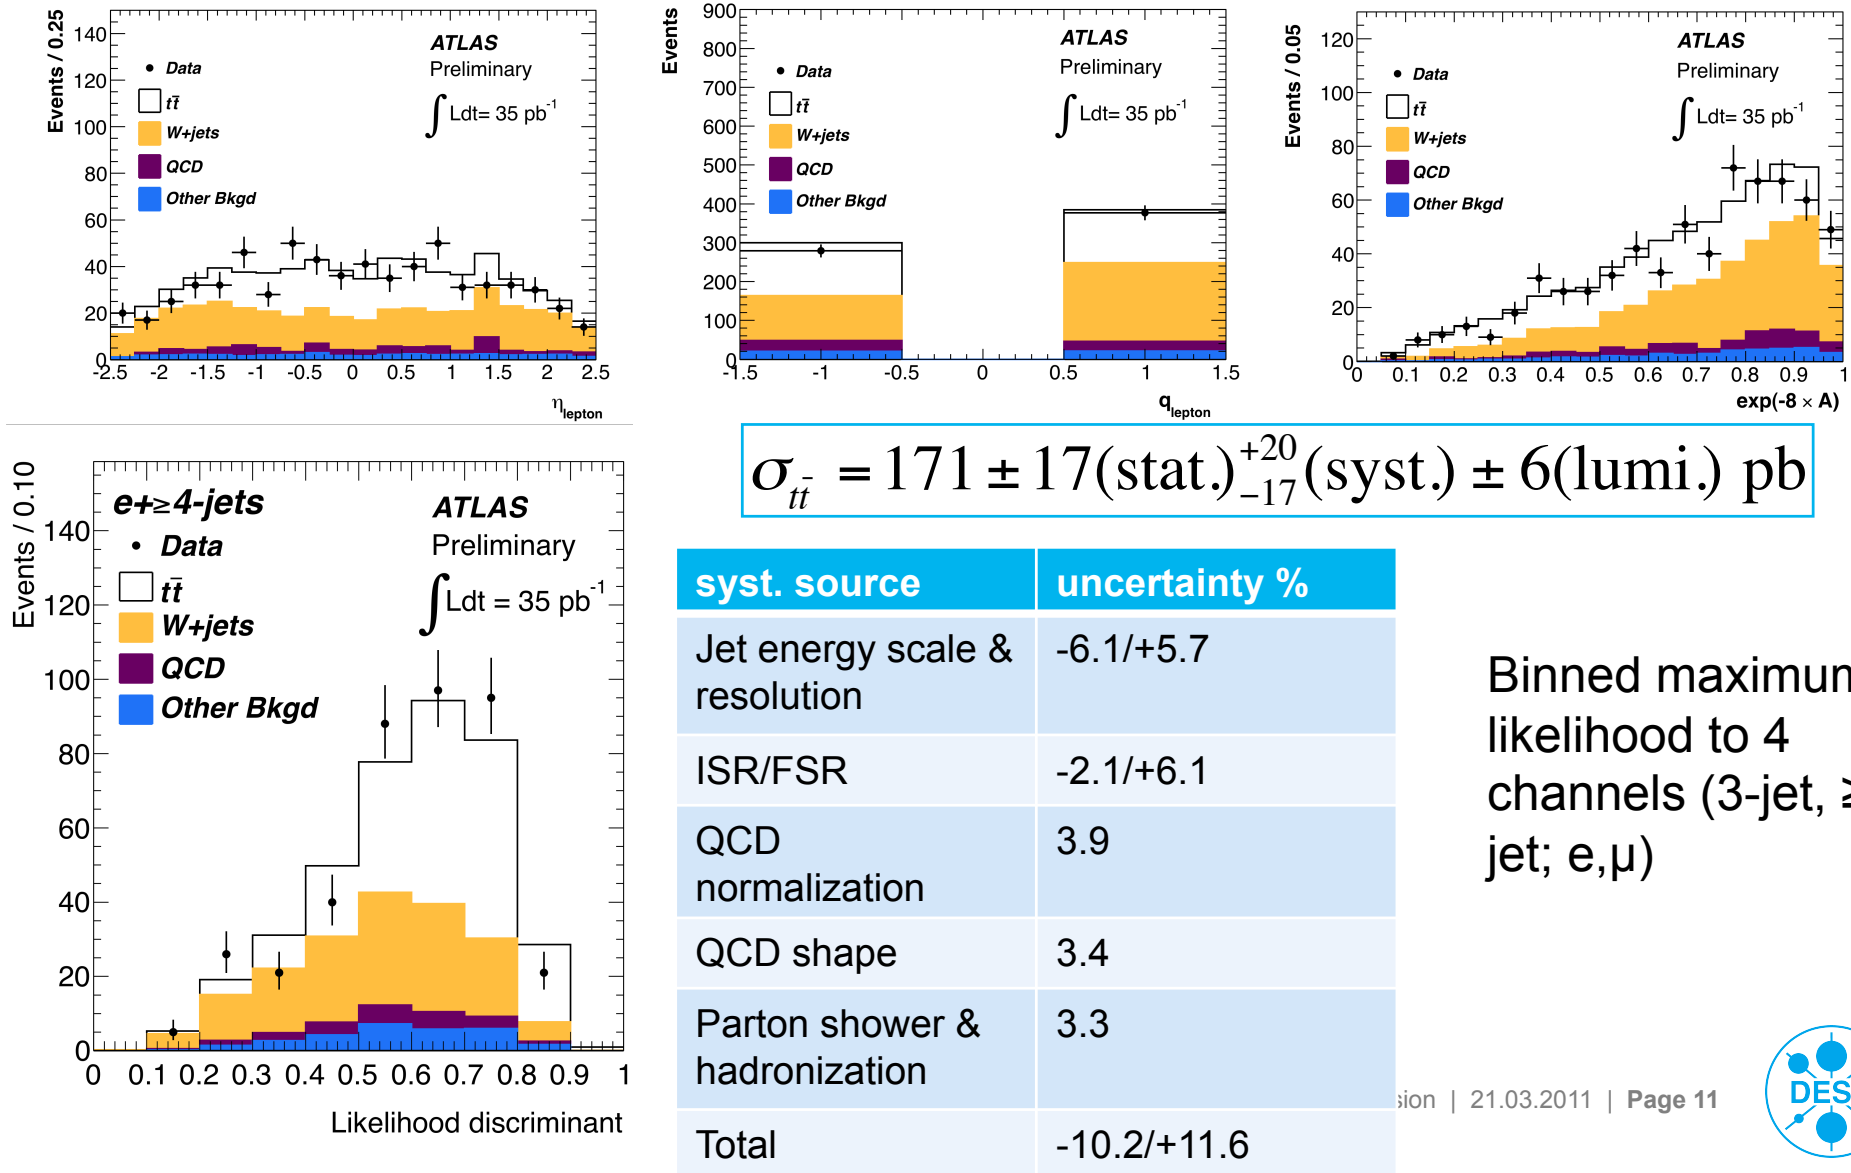 Events / 0.25
140
120
100
80
60
40
20
0
-2.5 -2 -1.5 -1 -0.5 0 0.5 1 1.5 2 2.5
η lepton
ATLAS
Preliminary
∫ Ldt= 35 pb-1
Data
tt̄
W+jets
QCD
Other Bkgd
Events
900
800
700
600
500
400
300
200
100
0
-1.5 -1 -0.5 0 0.5 1 1.5
q lepton
ATLAS
Preliminary
∫ Ldt= 35 pb-1
Data
tt̄
W+jets
QCD
Other Bkgd
Events / 0.05
120
100
80
60
40
20
0
0 0.1 0.2 0.3 0.4 0.5 0.6 0.7 0.8 0.9 1
exp(-8 × A)
ATLAS
Preliminary
∫ Ldt= 35 pb-1
Data
tt̄
W+jets
QCD
Other Bkgd
σtt̄ = 171 ± 17(stat.) +20 −17 (syst.) ± 6(lumi.) pb
Events / 0.10
e+≥4-jets
ATLAS
Preliminary
∫ Ldt = 35 pb-1
Data
tt̄
W+jets
QCD
Other Bkgd
140
120
100
80
60
40
20
0
0 0.1 0.2 0.3 0.4 0.5 0.6 0.7 0.8 0.9 1
Likelihood discriminant
syst. source uncertainty %
Jet energy scale & -6.1/+5.7
resolution
ISR/FSR -2.1/+6.1
QCD 3.9
normalization
QCD shape 3.4
Parton shower & 3.3
hadronization
Total -10.2/+11.6
Binned maximum
likelihood to 4
channels (3-jet, ≥
jet; e,μ)
sion | 21.03.2011 | Page 11
DES